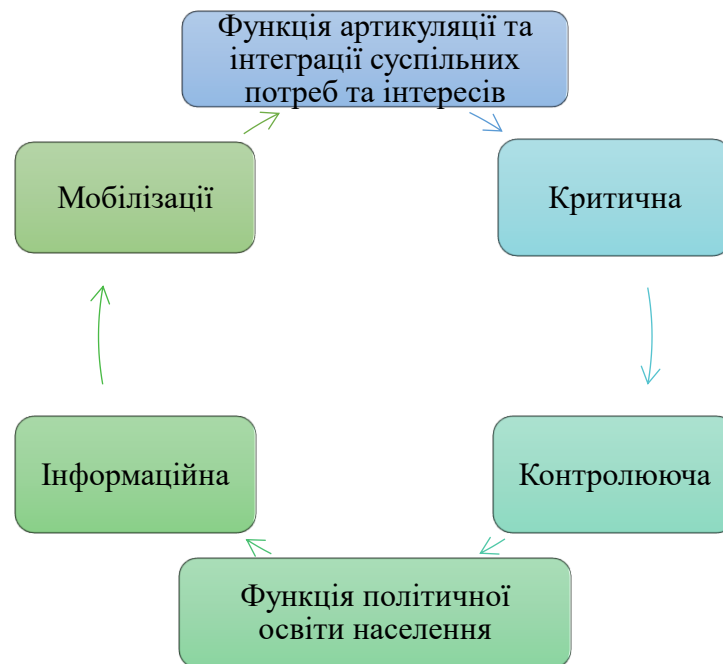 Функція артикуляції та
інтеграції суспільних
потреб та інтересів
Мобілізації
Критична
Інформаційна
Контролююча
Функція політичної
освіти населення